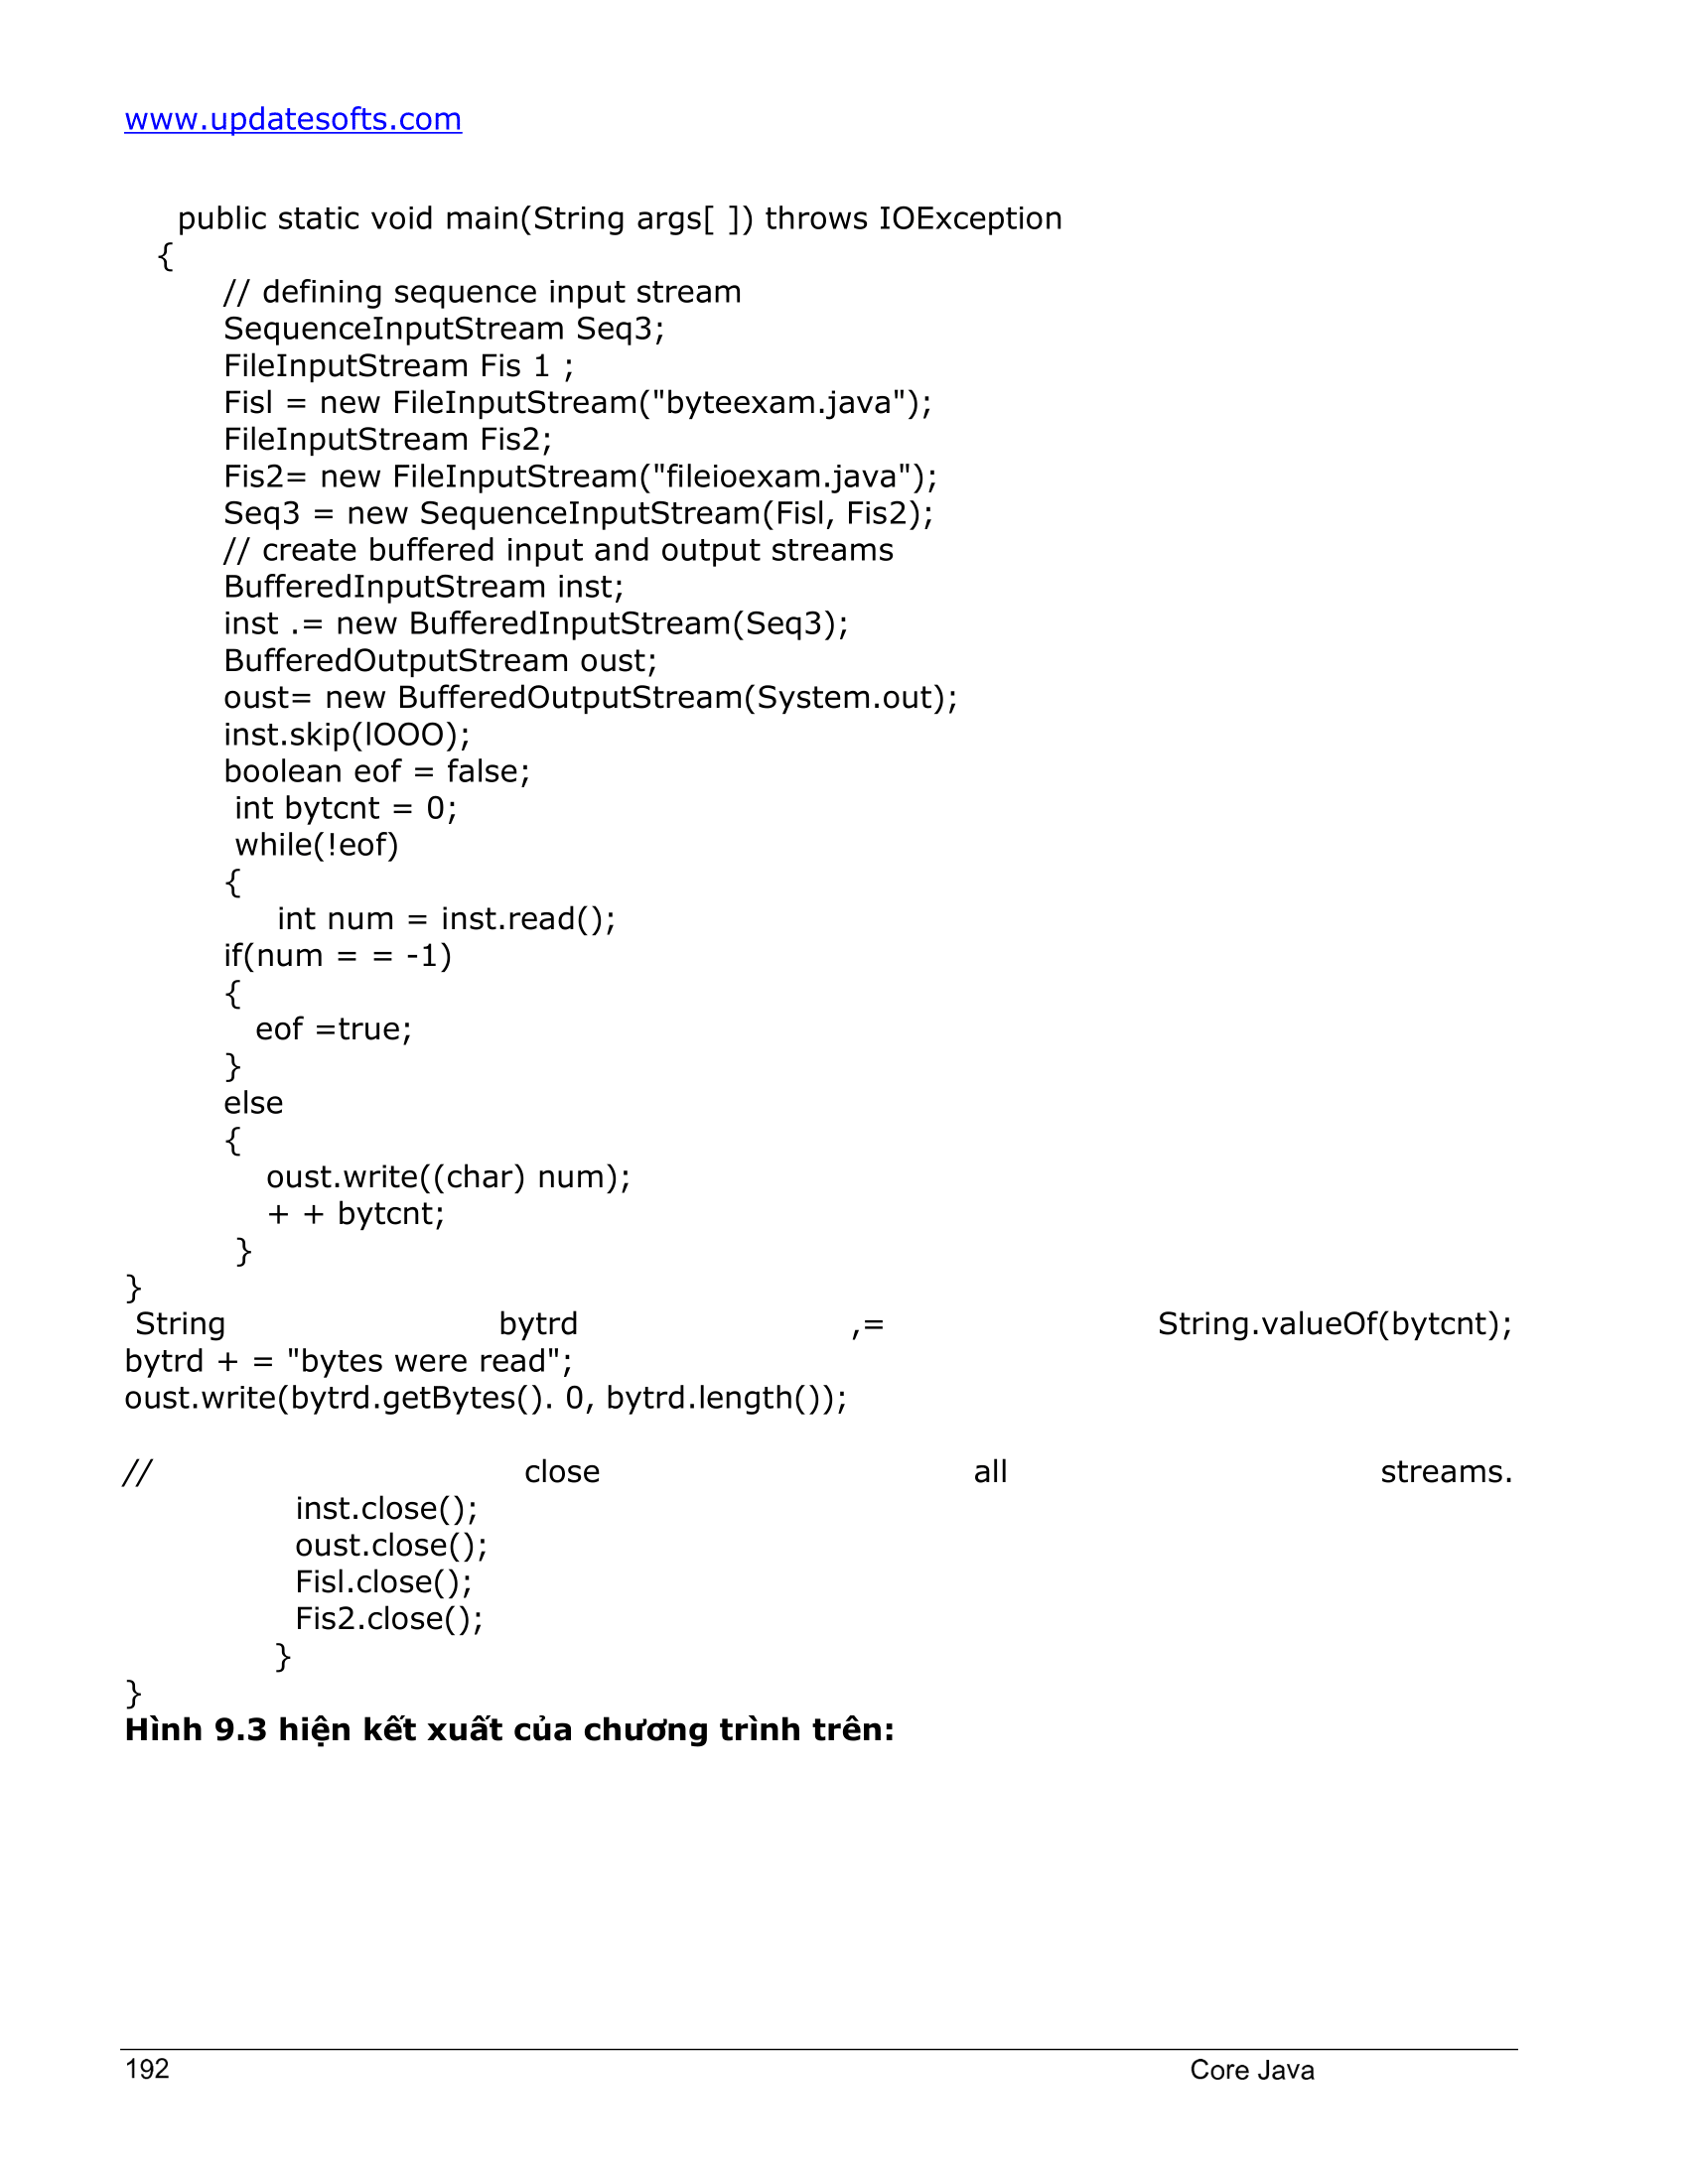 www.updatesofts.com
public static void main(String args[ ]) throws IOException
{
// defining sequence input stream
SequenceInputStream Seq3;
FileInputStream Fis 1 ;
Fisl = new FileInputStream("byteexam.java");
FileInputStream Fis2;
Fis2= new FileInputStream("fileioexam.java");
Seq3 = new SequenceInputStream(Fisl, Fis2);
// create buffered input and output streams
BufferedInputStream inst;
inst .= new BufferedInputStream(Seq3);
BufferedOutputStream oust;
oust= new BufferedOutputStream(System.out);
inst.skip(lOOO);
boolean eof = false;
int bytcnt = 0;
while(!eof)
{
int num = inst.read();
if(num = = -1)
{
eof =true;
}
else
{
oust.write((char) num);
+ + bytcnt;
}
}
String bytrd ,= String.valueOf(bytcnt);
bytrd + = "bytes were read";
oust.write(bytrd.getBytes(). 0, bytrd.length());
// close all streams.
inst.close();
oust.close();
Fisl.close();
Fis2.close();
}
}
Hình 9.3 hiện kết xuất của chương trình trên:
192 Core Java